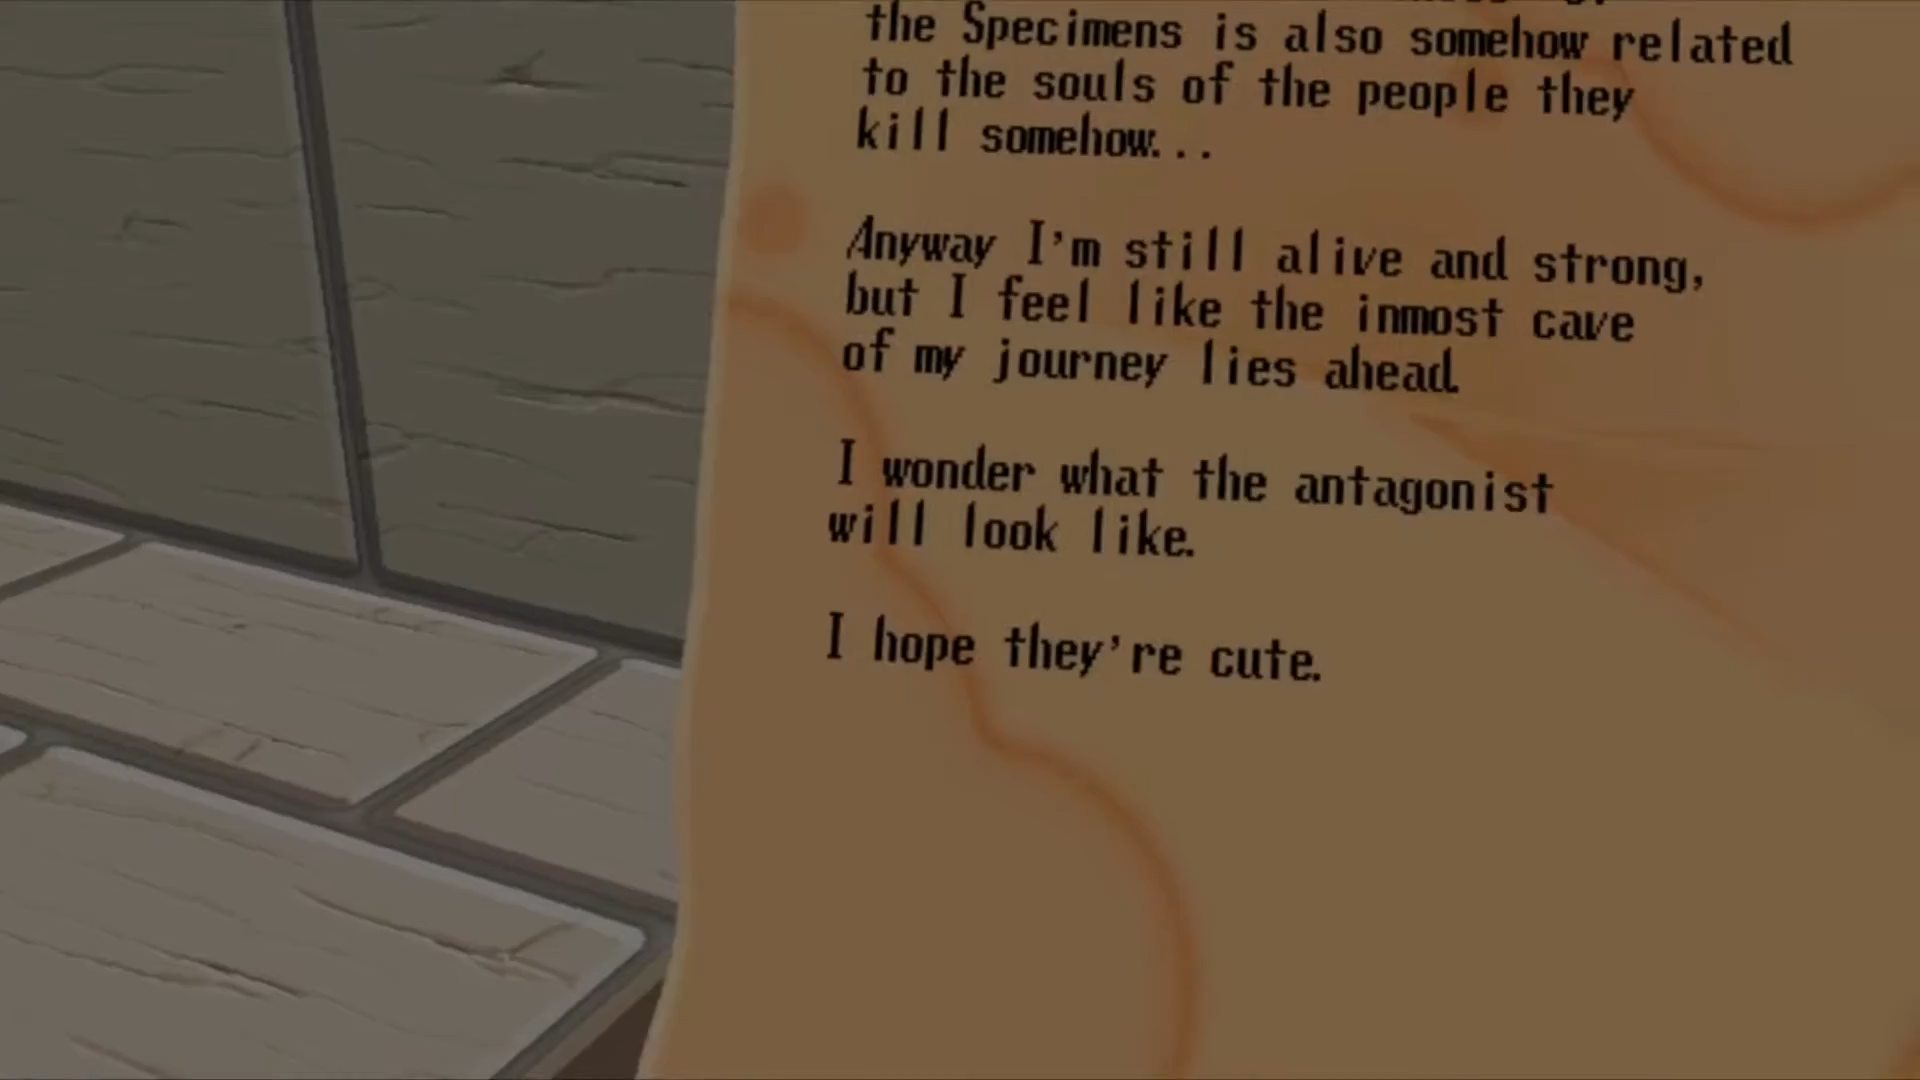 the Specimens is also somehow related
to the souls of the people they
kill somehow...
Anyway I'm still alive and strong,
but I feel like the inmost cave
of my journey lies ahead.
I wonder what the antagonist
will look like.
I hope they're cute.